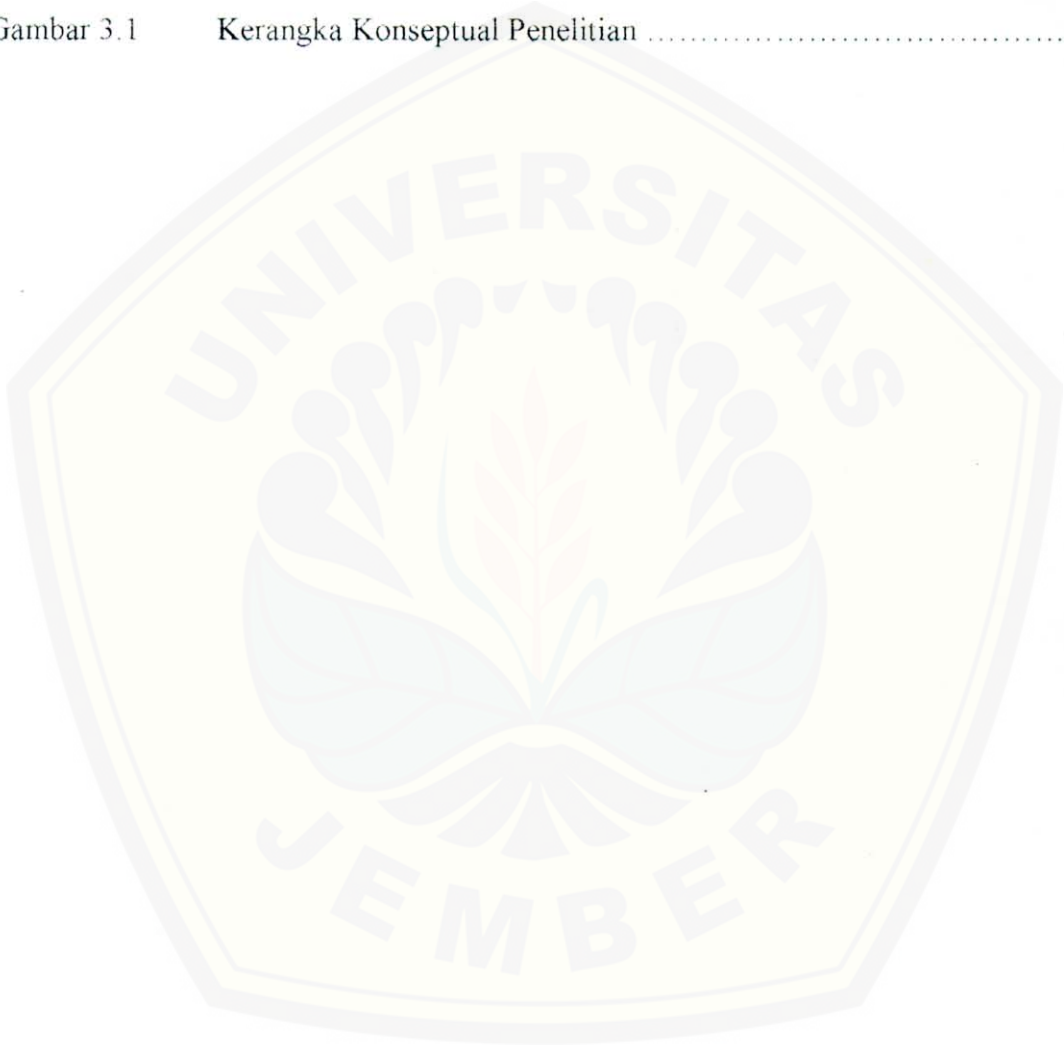 Gambar 3.1 Kerangka Konseptual Penelitian ........................................
UNIVERSITAS
JEMBER